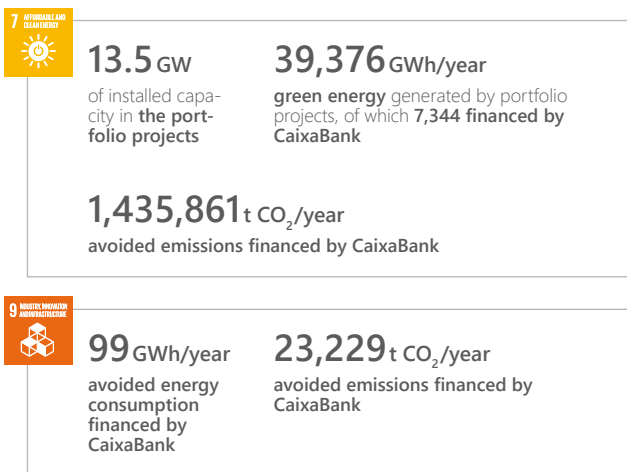 7 AFFORDABLE AND
CLEAN ENERGY
13.5 GW
of installed capa-
city in the port-
folio projects
39,376 GWh/year
green energy generated by portfolio
projects, of which 7,344 financed by
CaixaBank
1,435,861 t CO₂/year
avoided emissions financed by CaixaBank
9 INDUSTRY, INNOVATION
AND INFRASTRUCTURE
99 GWh/year
avoided energy
consumption
financed by
CaixaBank
23,229 t CO₂/year
avoided emissions financed by
CaixaBank